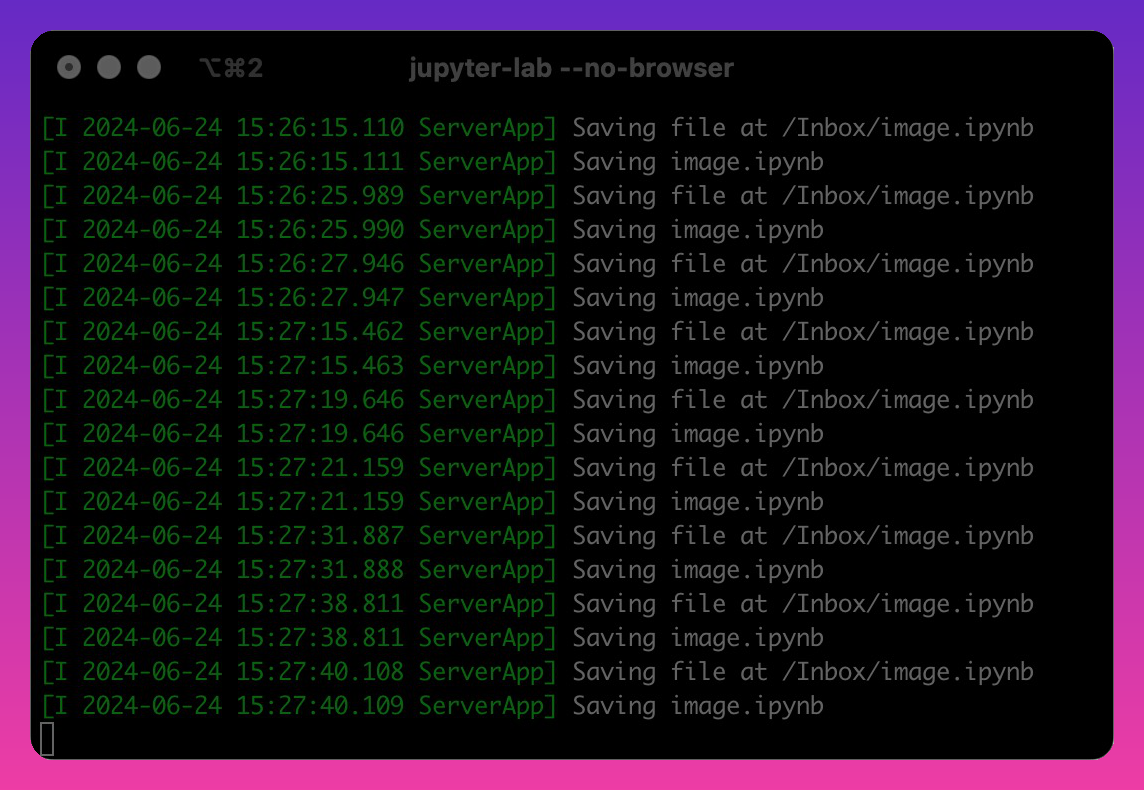 ⌥⌘2 jupyter-lab --no-browser
[I 2024-06-24 15:26:15.110 ServerApp] Saving file at /Inbox/image.ipynb
[I 2024-06-24 15:26:15.111 ServerApp] Saving image.ipynb
[I 2024-06-24 15:26:25.989 ServerApp] Saving file at /Inbox/image.ipynb
[I 2024-06-24 15:26:25.990 ServerApp] Saving image.ipynb
[I 2024-06-24 15:26:27.946 ServerApp] Saving file at /Inbox/image.ipynb
[I 2024-06-24 15:26:27.947 ServerApp] Saving image.ipynb
[I 2024-06-24 15:27:15.462 ServerApp] Saving file at /Inbox/image.ipynb
[I 2024-06-24 15:27:15.463 ServerApp] Saving image.ipynb
[I 2024-06-24 15:27:19.646 ServerApp] Saving file at /Inbox/image.ipynb
[I 2024-06-24 15:27:19.646 ServerApp] Saving image.ipynb
[I 2024-06-24 15:27:21.159 ServerApp] Saving file at /Inbox/image.ipynb
[I 2024-06-24 15:27:21.159 ServerApp] Saving image.ipynb
[I 2024-06-24 15:27:31.887 ServerApp] Saving file at /Inbox/image.ipynb
[I 2024-06-24 15:27:31.888 ServerApp] Saving image.ipynb
[I 2024-06-24 15:27:38.811 ServerApp] Saving file at /Inbox/image.ipynb
[I 2024-06-24 15:27:38.811 ServerApp] Saving image.ipynb
[I 2024-06-24 15:27:40.108 ServerApp] Saving file at /Inbox/image.ipynb
[I 2024-06-24 15:27:40.109 ServerApp] Saving image.ipynb